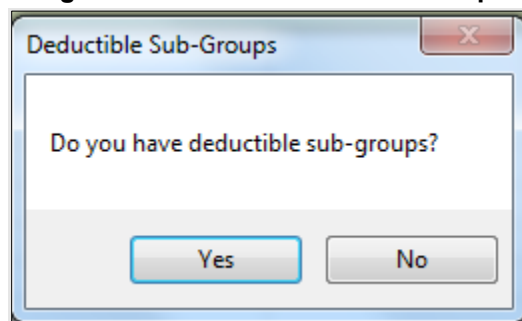 Deductible Sub-Groups
Do you have deductible sub-groups?
Yes
No